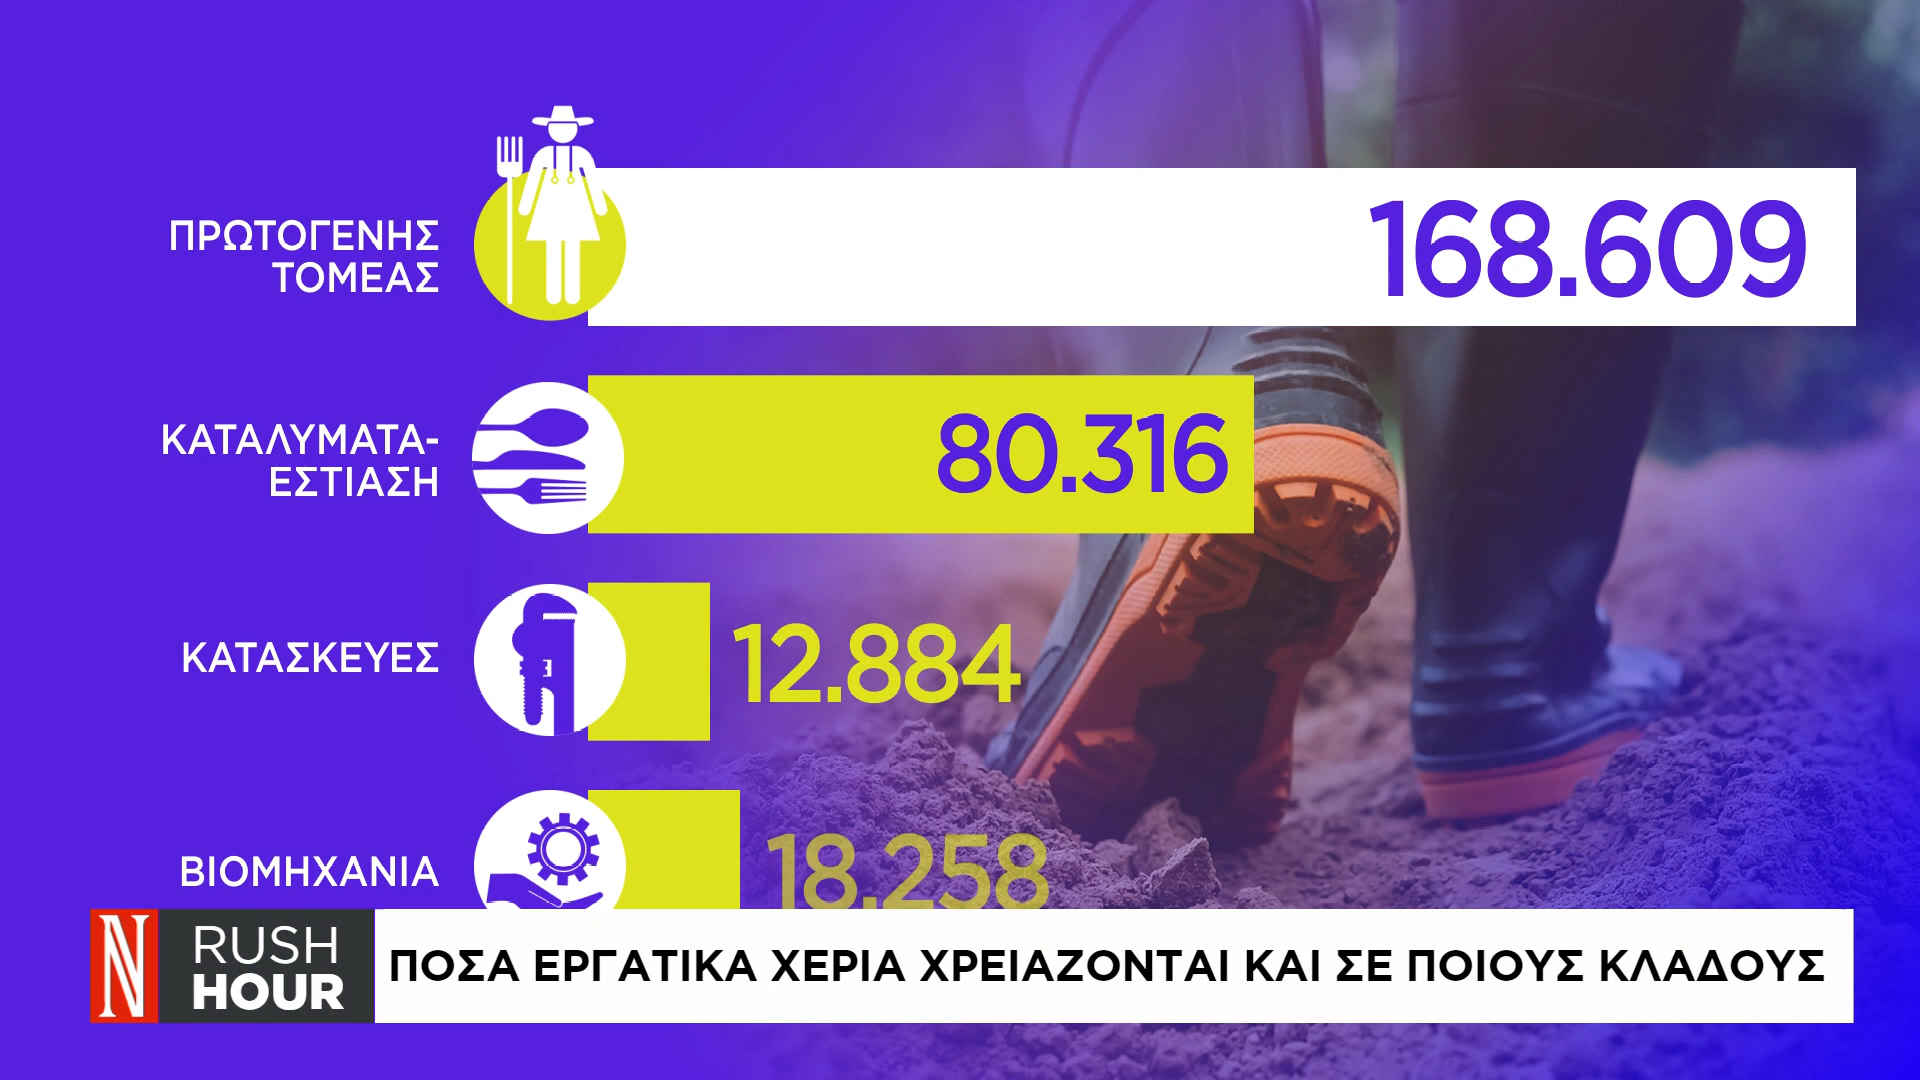 ΠΡΩΤΟΓΕΝΗΣ
ΤΟΜΕΑΣ
168.609
ΚΑΤΑΛΥΜΑΤΑ-
ΕΣΤΙΑΣΗ
80.316
ΚΑΤΑΣΚΕΥΕΣ
12.884
ΒΙΟΜΗΧΑΝΙΑ
18.258
N
RUSH
HOUR
ΠΟΣΑ ΕΡΓΑΤΙΚΑ ΧΕΡΙΑ ΧΡΕΙΑΖΟΝΤΑΙ ΚΑΙ ΣΕ ΠΟΙΟΥΣ ΚΛΑΔΟΥΣ